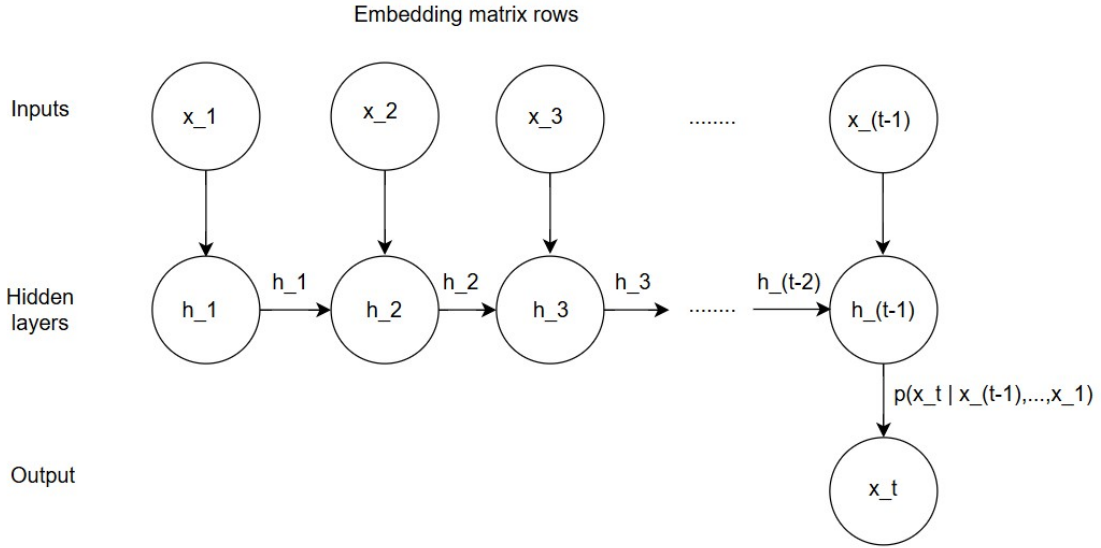 Embedding matrix rows
Inputs
x_1
x_2
x_3
........
x_(t-1)
Hidden
layers
h_1
h_1
h_2
h_2
h_3
h_3
........
h_(t-2)
h_(t-1)
p(x_t | x_(t-1),...,x_1)
Output
x_t